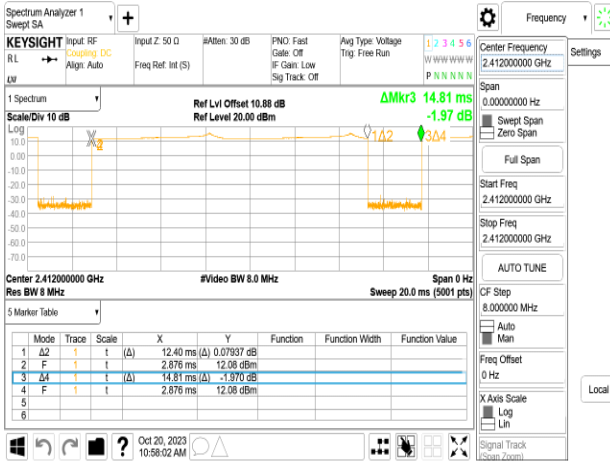 Spectrum Analyzer 1
Swept SA
+
Frequency
KEYSIGHT Input: RF Input Z: 50 Ω #Atten: 30 dB PNO: Fast Avg Type: Voltage 1 2 3 4 5 6
RL Coupling: DC Gate: Off Trig: Free Run W W W W W W
Align: Auto Freq Ref: Int (S) IF Gain: Low P N N N N N
Sig Track: Off
LXI
Center Frequency
2.412000000 GHz
Settings
1 Spectrum
Scale/Div 10 dB
Ref Lvl Offset 10.88 dB
Ref Level 20.00 dBm
ΔMkr3 14.81 ms
-1.97 dB
Span
0.00000000 Hz
Swept Span
Zero Span
Log
10.0
0.00
-10.0
-20.0
-30.0
-40.0
-50.0
-60.0
-70.0
1Δ2
3Δ4
Full Span
Start Freq
2.412000000 GHz
Stop Freq
2.412000000 GHz
AUTO TUNE
Center 2.412000000 GHz #Video BW 8.0 MHz Span 0 Hz
Res BW 8 MHz Sweep 20.0 ms (5001 pts)
5 Marker Table
CF Step
8.000000 MHz
Auto
Man
Mode Trace Scale X Y Function Function Width Function Value
1 Δ2 1 t (Δ) 12.40 ms (Δ) 0.07937 dB
2 F 1 t 2.876 ms 12.08 dBm
3 Δ4 1 t (Δ) 14.81 ms (Δ) -1.970 dB
4 F 1 t 2.876 ms 12.08 dBm
5
6
Freq Offset
0 Hz
X Axis Scale
Log
Lin
Local
Signal Track
(Span Zoom)
? Oct 20, 2023
10:58:02 AM